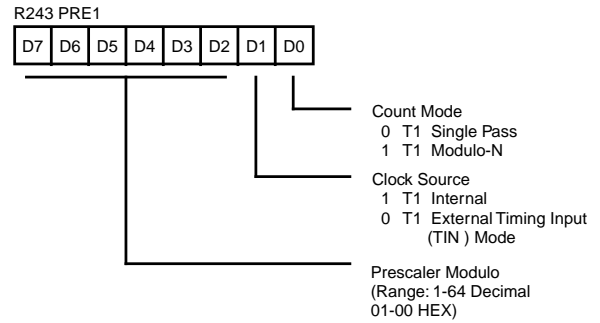 R243 PRE1
D7 D6 D5 D4 D3 D2 D1 D0
Count Mode
0 T1 Single Pass
1 T1 Modulo-N
Clock Source
1 T1 Internal
0 T1 External Timing Input
(TIN ) Mode
Prescaler Modulo
(Range: 1-64 Decimal
01-00 HEX)